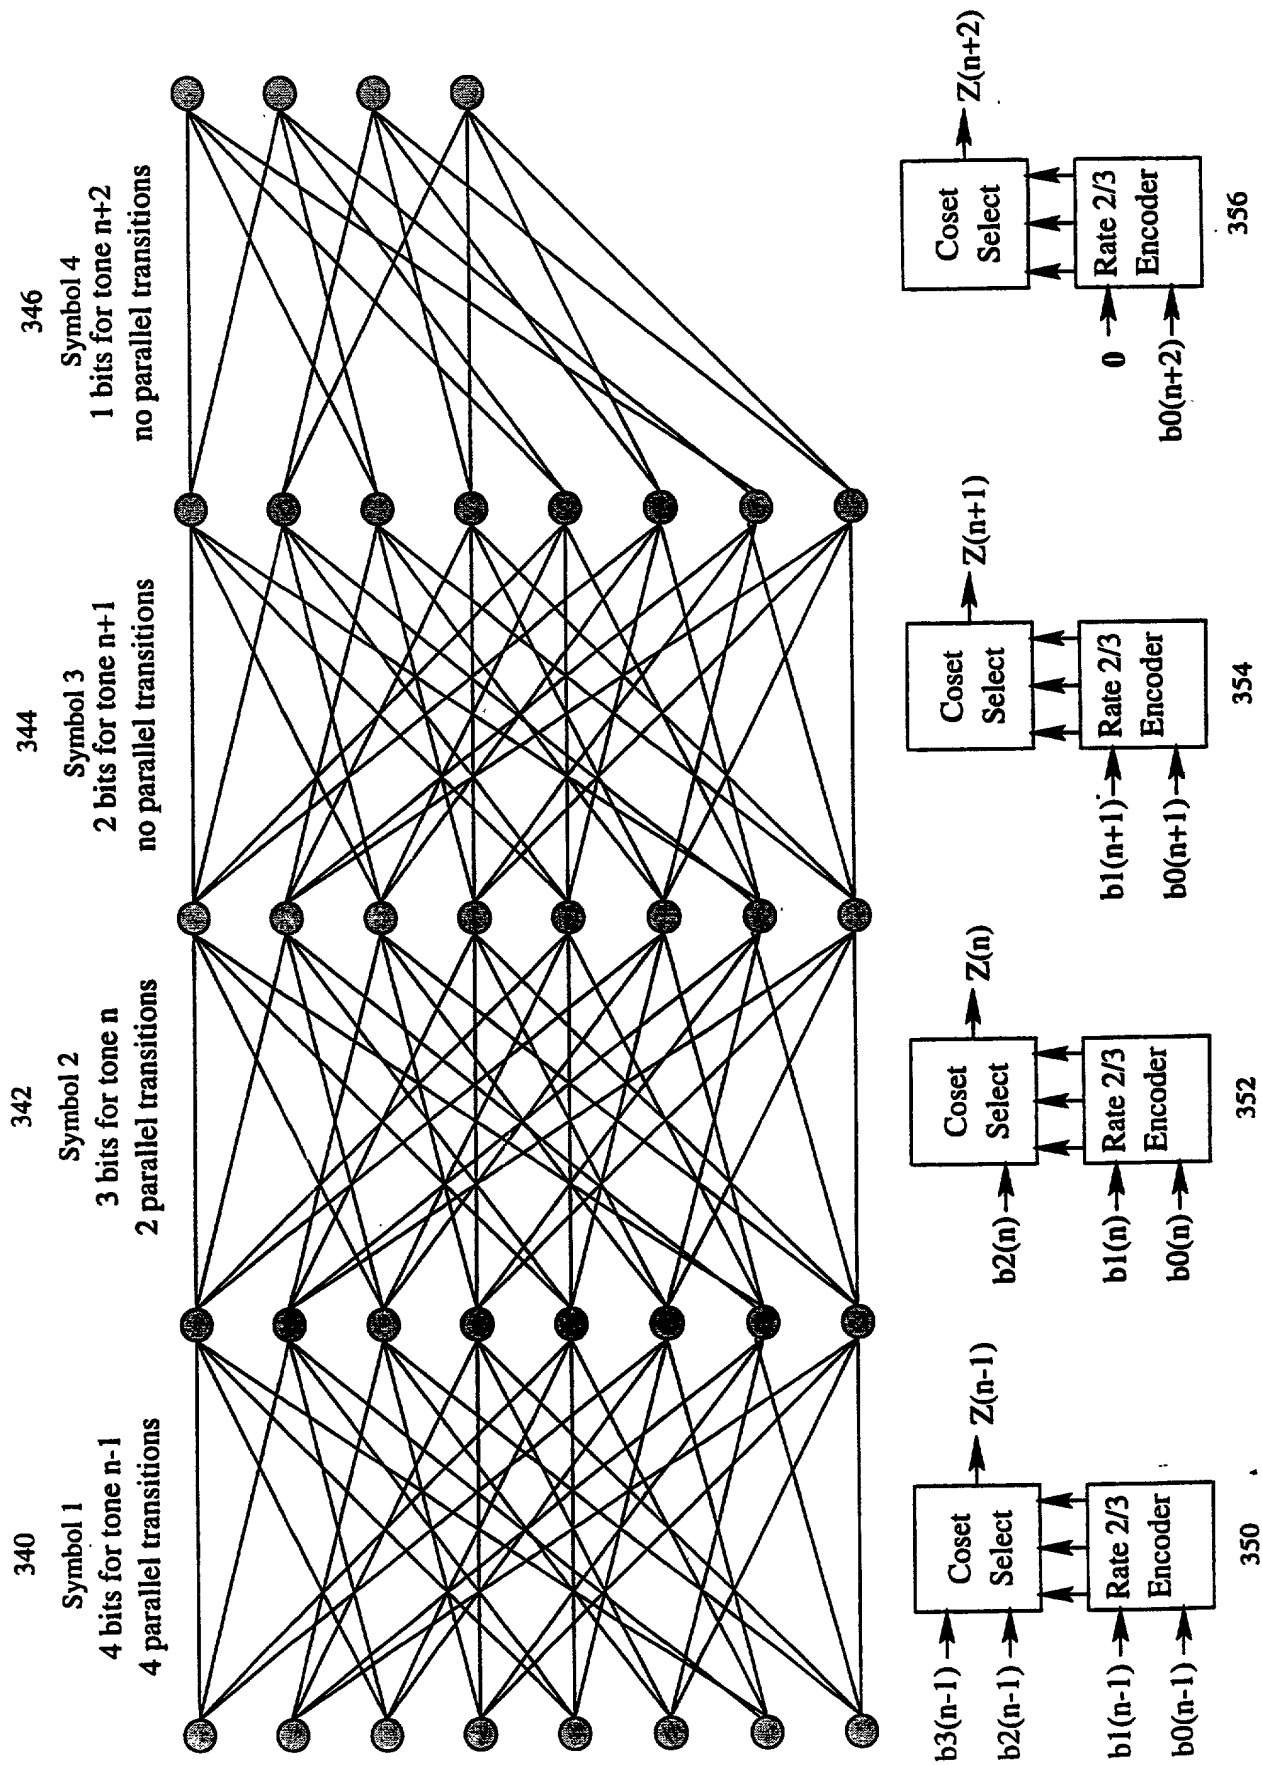 340
Symbol 1
4 bits for tone n-1
4 parallel transitions
342
Symbol 2
3 bits for tone n
2 parallel transitions
344
Symbol 3
2 bits for tone n+1
no parallel transitions
346
Symbol 4
1 bits for tone n+2
no parallel transitions
b3(n-1)
b2(n-1)
Coset
Select
Z(n-1)
b1(n-1)
b0(n-1)
Rate 2/3
Encoder
350
b2(n)
Coset
Select
Z(n)
b1(n)
b0(n)
Rate 2/3
Encoder
352
Coset
Select
Z(n+1)
b1(n+1)
b0(n+1)
Rate 2/3
Encoder
354
Coset
Select
Z(n+2)
0
b0(n+2)
Rate 2/3
Encoder
356